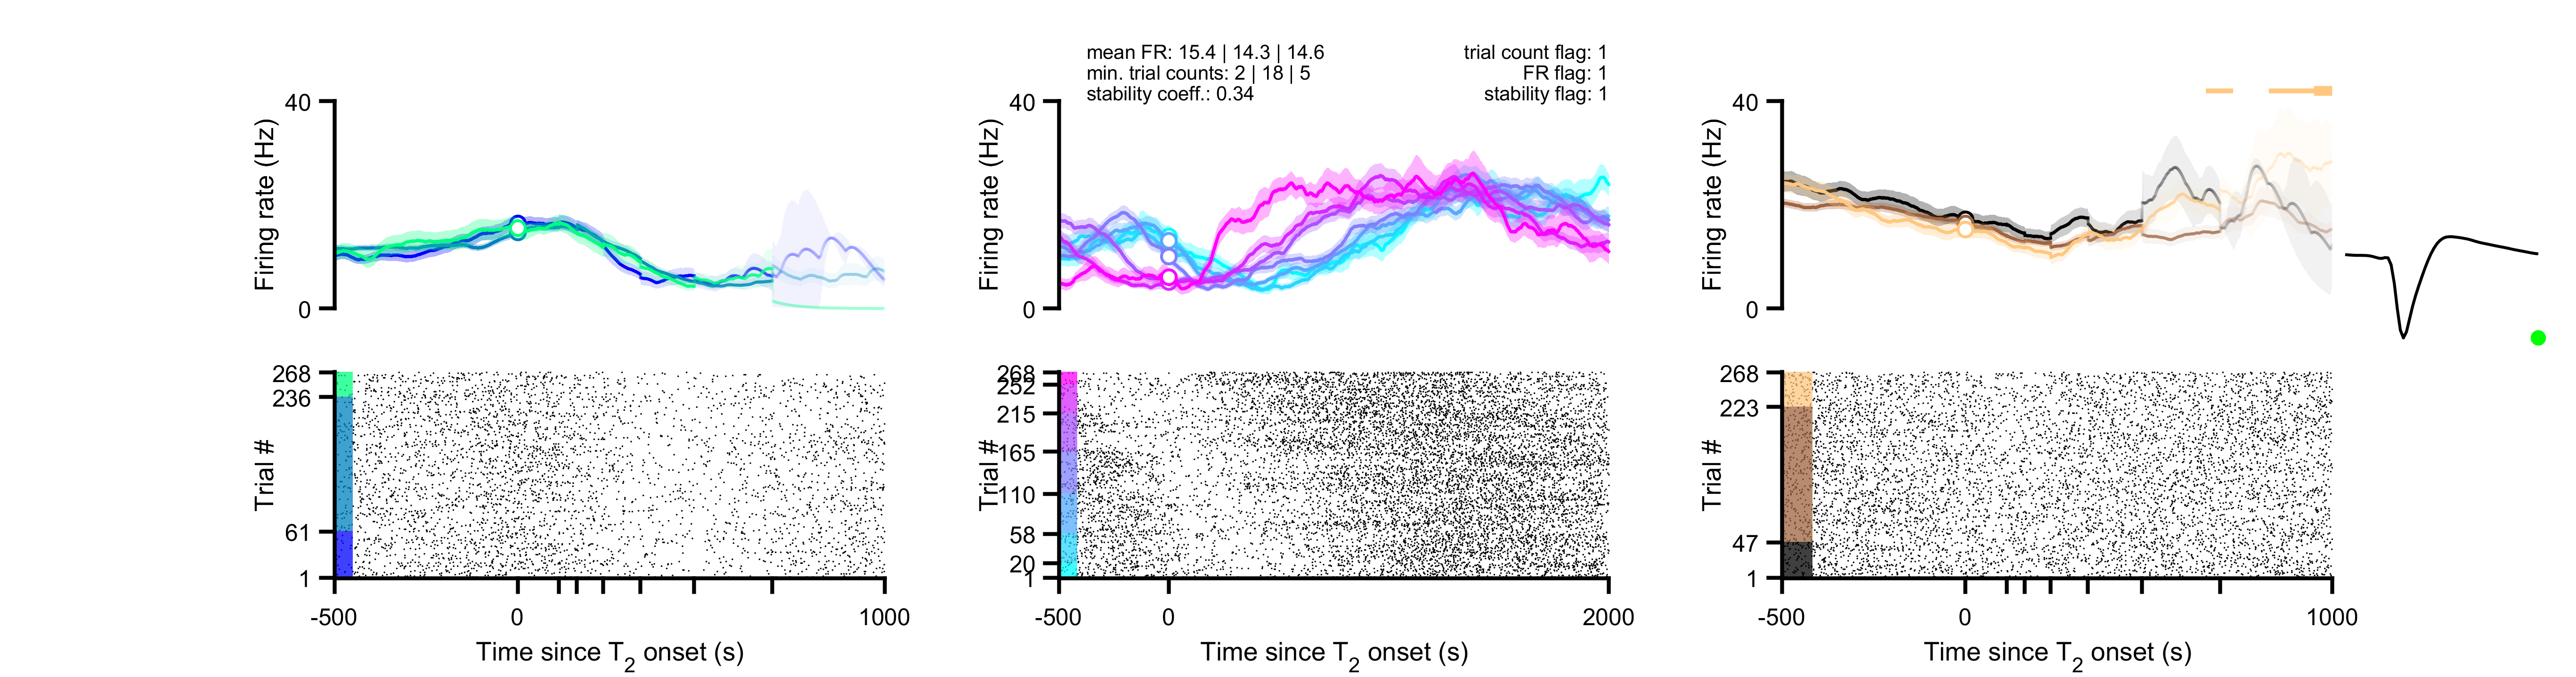 mean FR: 15.4 | 14.3 | 14.6
min. trial counts: 2 | 18 | 5
stability coeff.: 0.34
trial count flag: 1
FR flag: 1
stability flag: 1
40
Firing rate (Hz)
0
40
Firing rate (Hz)
0
40
Firing rate (Hz)
0
268
236
Trial #
61
1
-500
0
1000
Time since T2 onset (s)
268
252
215
165
Trial #
110
58
20
1
-500
0
2000
Time since T2 onset (s)
268
223
Trial #
47
1
-500
0
1000
Time since T2 onset (s)